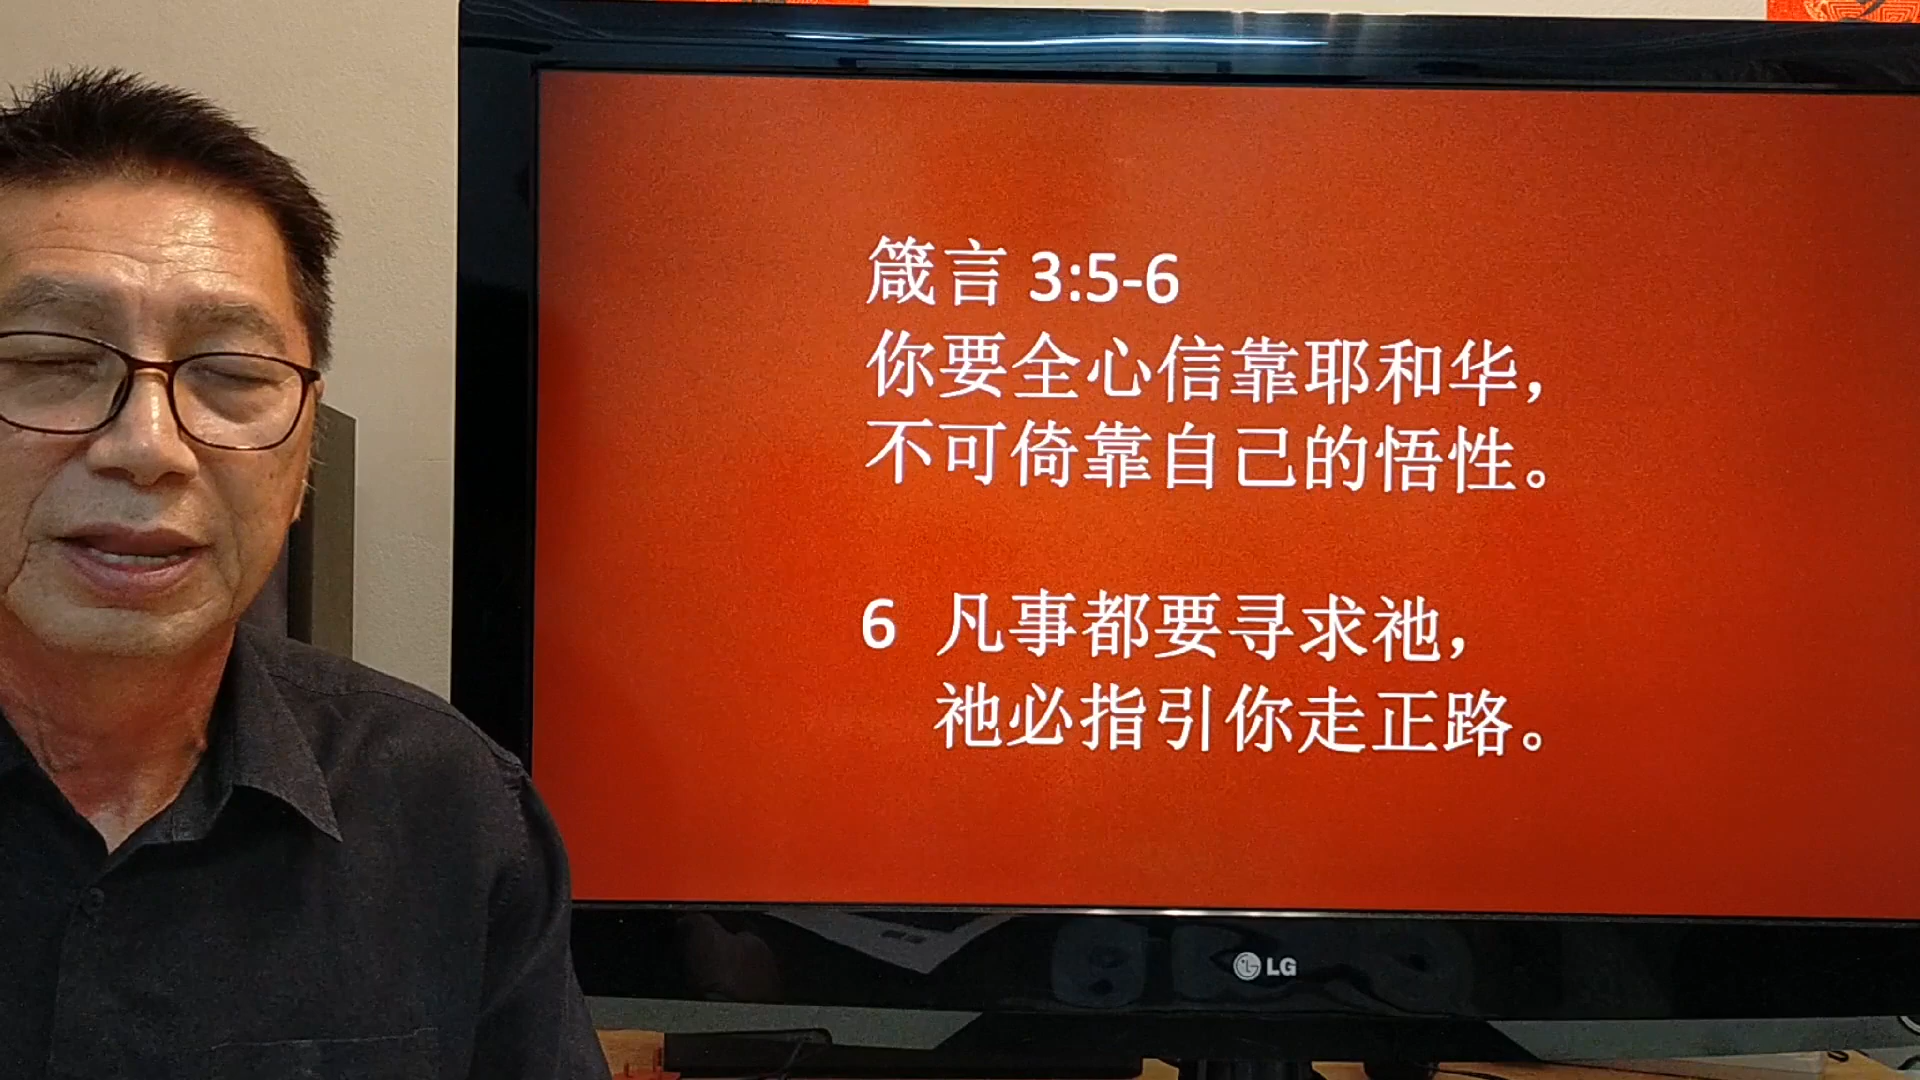 箴言 3:5-6
你要全心信靠耶和华，
不可倚靠自己的悟性。
6 凡事都要寻求祂，
祂必指引你走正路。
LG